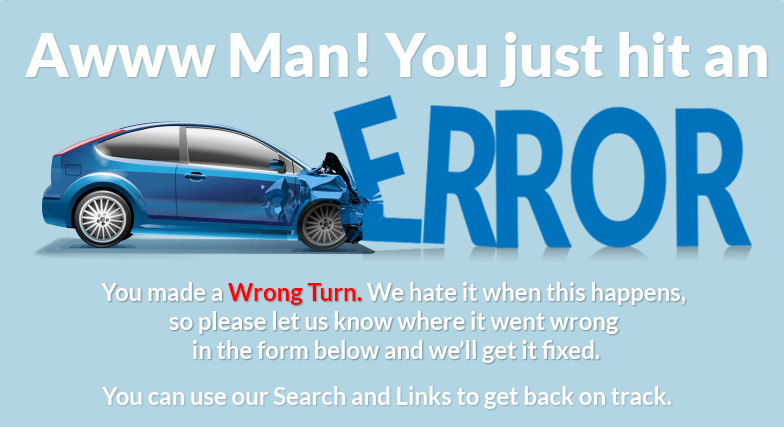 Awww Man! You just hit an
ERROR
You made a Wrong Turn. We hate it when this happens,
so please let us know where it went wrong
in the form below and we'll get it fixed.
You can use our Search and Links to get back on track.